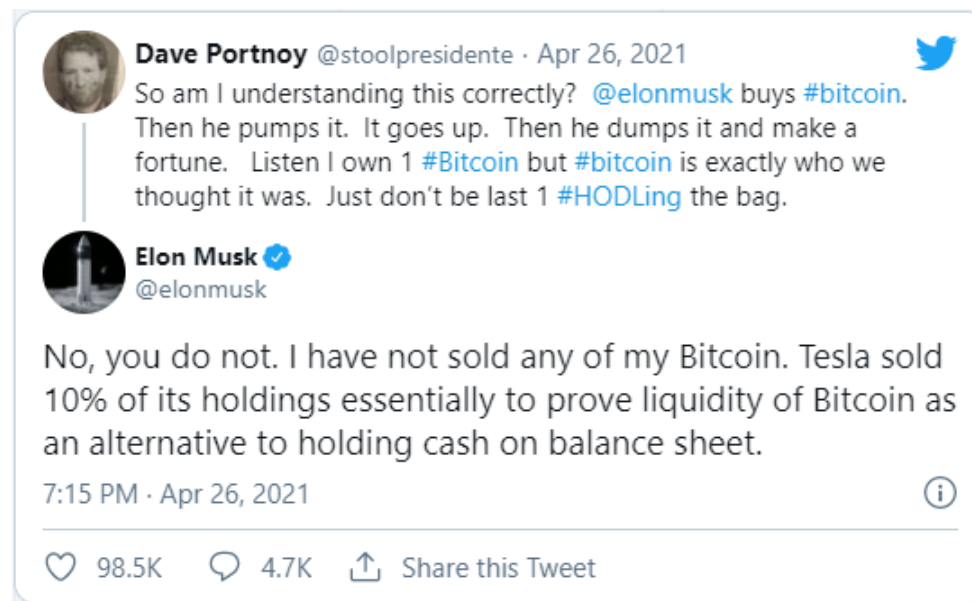 Dave Portnoy @stoolpresidente · Apr 26, 2021
So am I understanding this correctly?  @elonmusk buys #bitcoin.
Then he pumps it.  It goes up.  Then he dumps it and make a
fortune.   Listen I own 1 #Bitcoin but #bitcoin is exactly who we
thought it was.  Just don't be last 1 #HODLing the bag.
Elon Musk
@elonmusk
No, you do not. I have not sold any of my Bitcoin. Tesla sold
10% of its holdings essentially to prove liquidity of Bitcoin as
an alternative to holding cash on balance sheet.
7:15 PM · Apr 26, 2021
98.5K 4.7K Share this Tweet